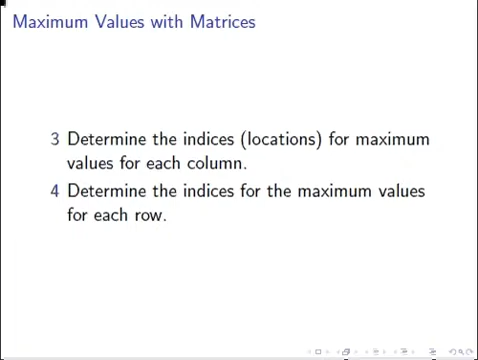 Maximum Values with Matrices
3 Determine the indices (locations) for maximum
values for each column.
4 Determine the indices for the maximum values
for each row.